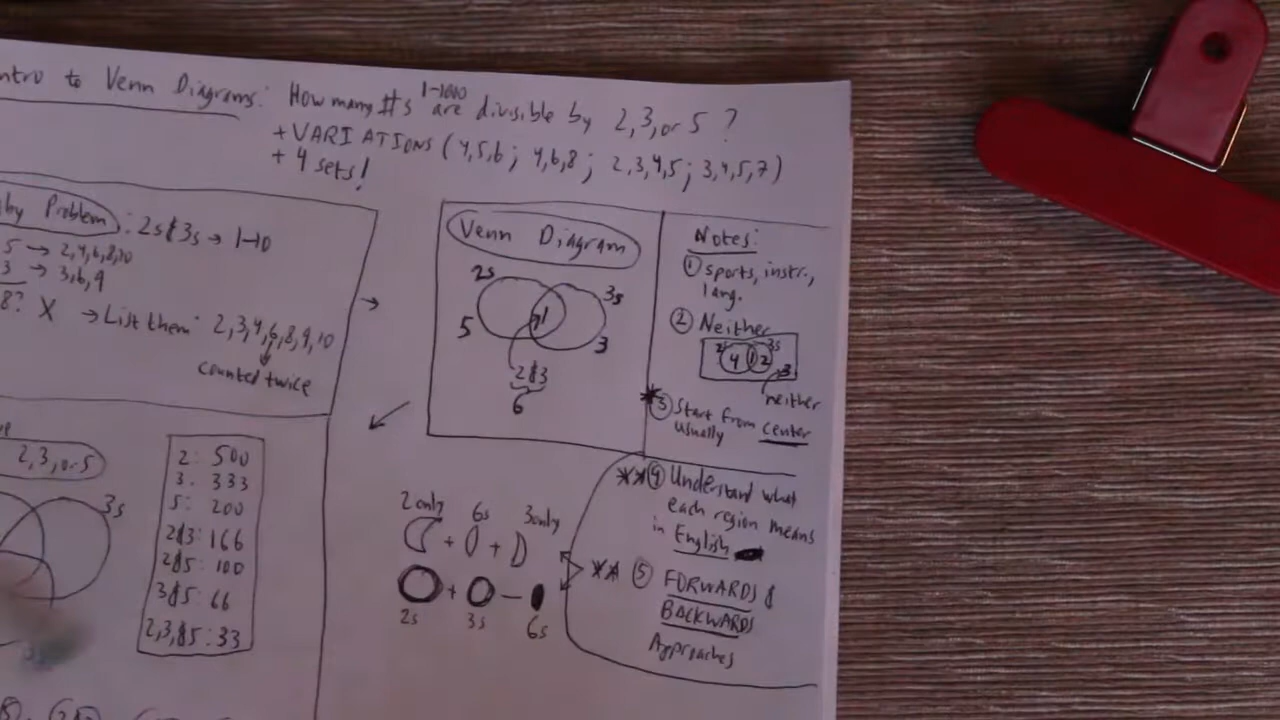 ntro to Venn Diagrams: How many #s 1-1000 are divisible by 2, 3, or 5?
+ VARIATIONS (4,5,6; 4,6,8; 2,3,4,5; 3,4,5,7)
+ 4 sets!
by Problem: 2s & 3s → 1-10
5 → 2,4,6,8,10
3 → 3,6,9
8? X → List them: 2,3,4,6,8,9,10
counted twice
Venn Diagram
2s
3s
5
1
3
2&3
6
Notes:
① sports, instr.,
lang.
② Neither
2s 3s
4 1 2
3
neither
*③ Start from center
usually
**④ Understand what
each region means
in English
** ⑤ FORWARDS &
BACKWARDS
Approaches
2, 3, or 5
3s
2: 500
3: 333
5: 200
2&3: 166
2&5: 100
3&5: 66
2,3,&5: 33
2 only 6s 3 only
+ +
+ −
2s 3s 6s